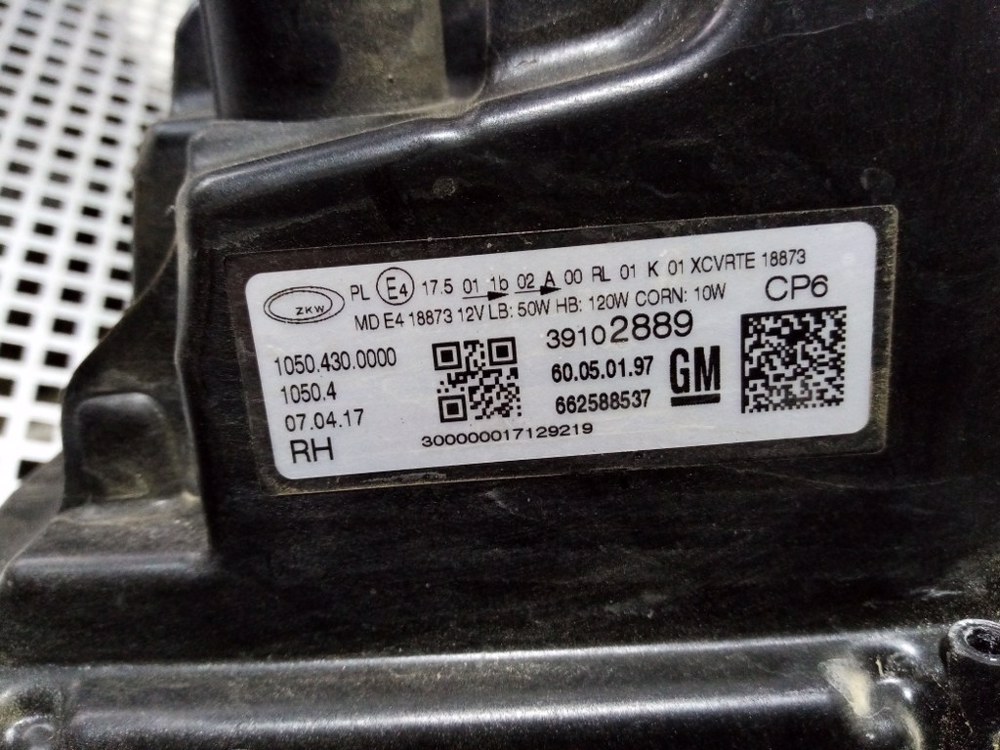 ZKW
PL E4 17.5 01 1b 02 A 00 RL 01 K 01 XCVRTE 18873
MD E4 18873 12V LB: 50W HB: 120W CORN: 10W
CP6
1050.430.0000
1050.4
07.04.17
RH
39102889
60.05.01.97
662588537
GM
300000017129219